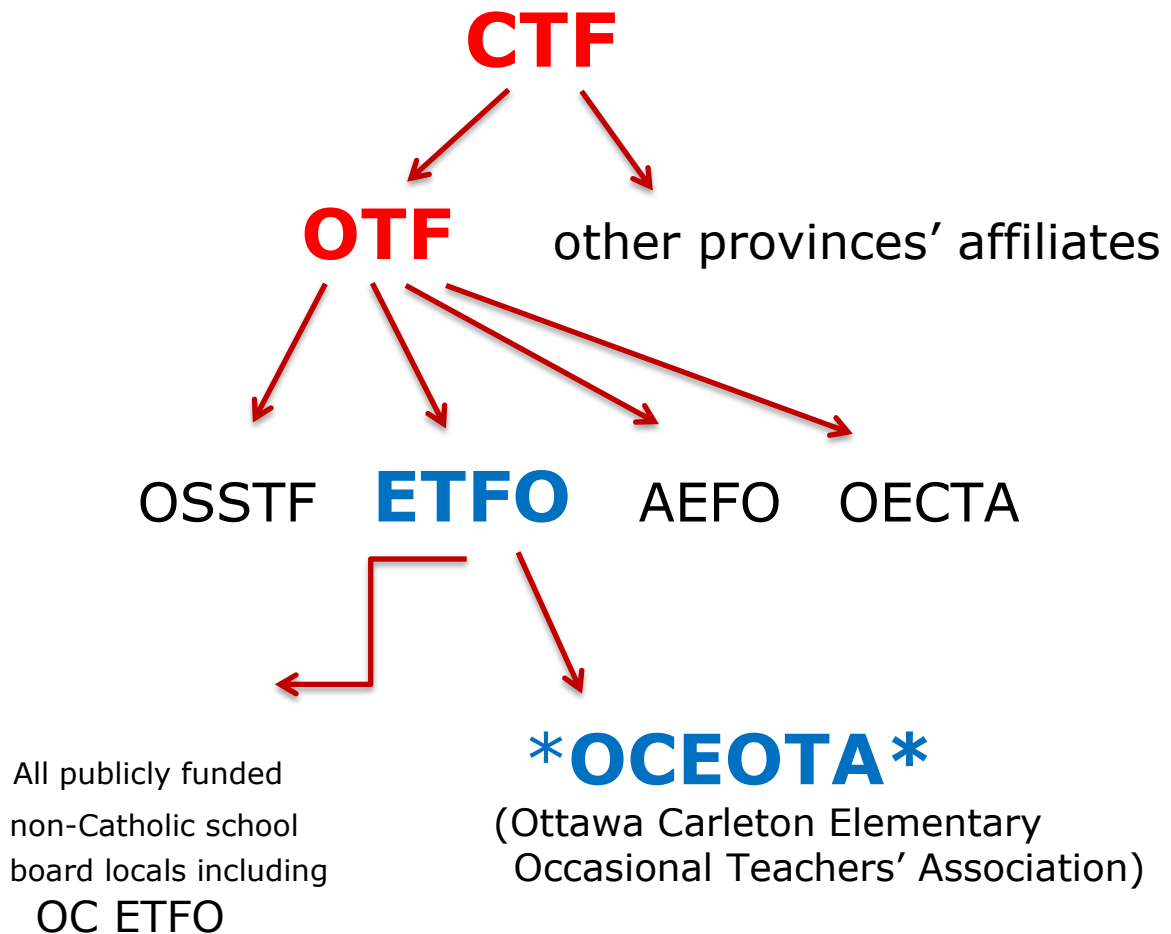 CTF
OTF other provinces’ affiliates
OSSTF ETFO AEFO OECTA
*OCEOTA*
(Ottawa Carleton Elementary
Occasional Teachers’ Association)
All publicly funded
non-Catholic school
board locals including
OC ETFO